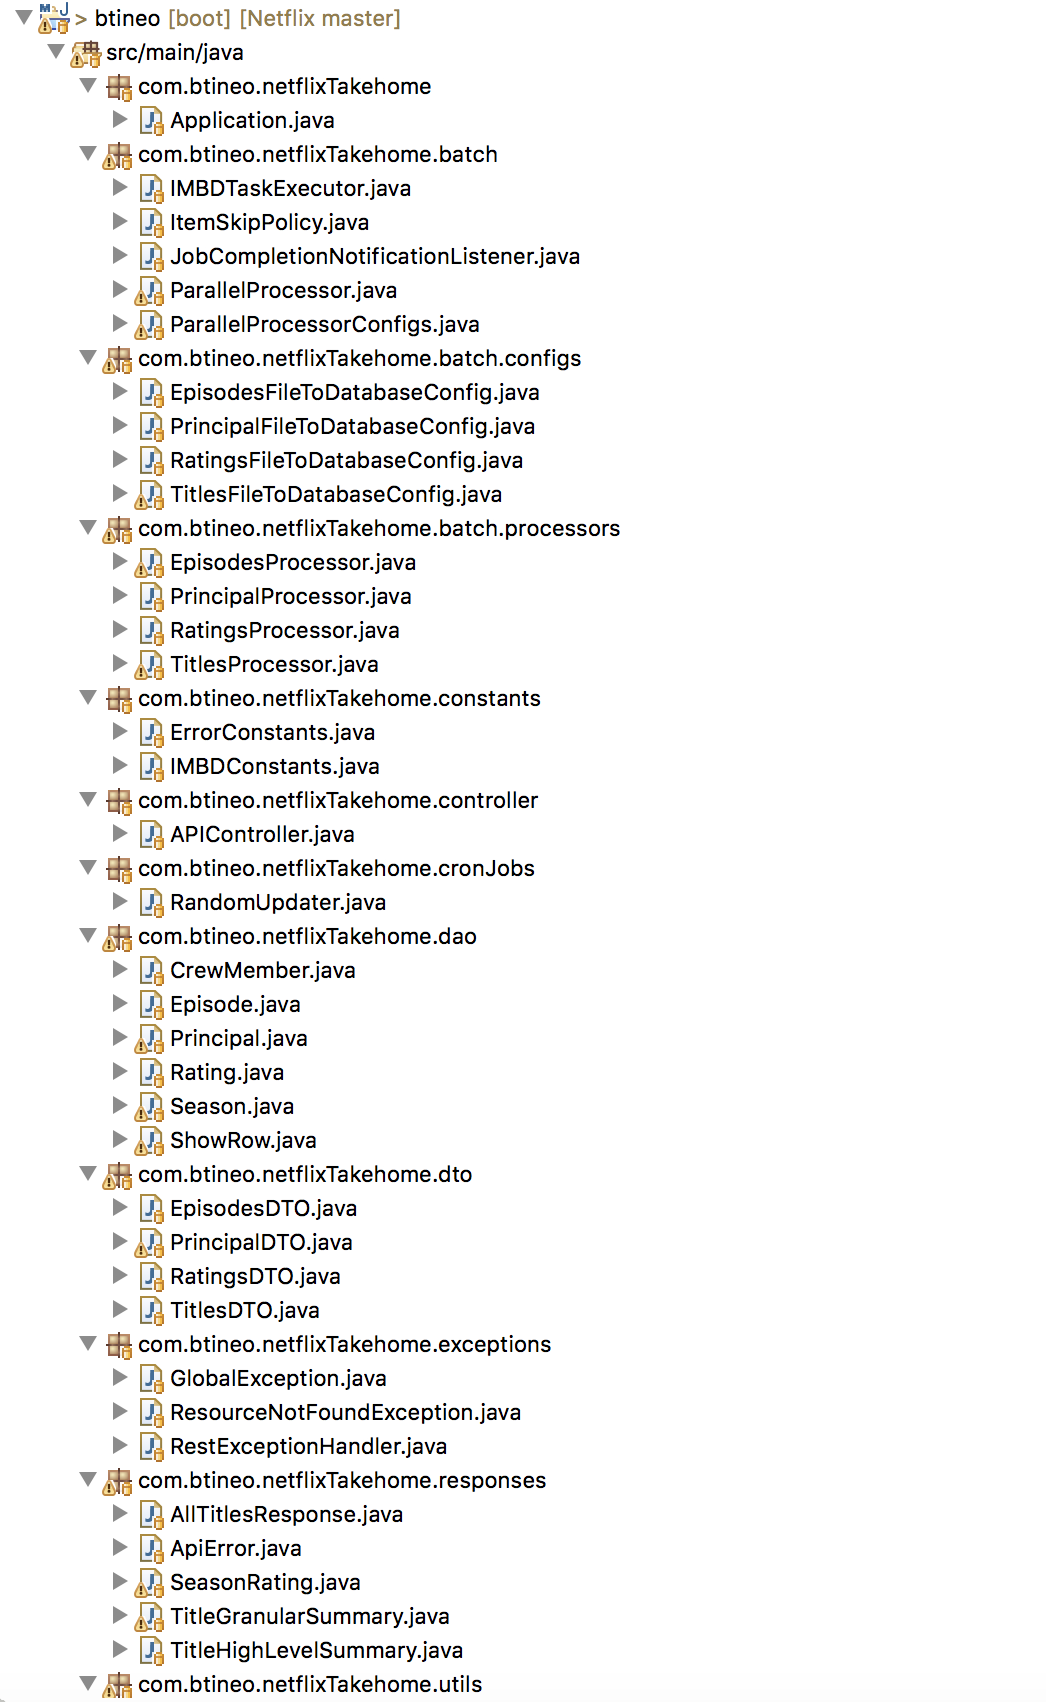 > btineo [boot] [Netflix master]
src/main/java
com.btineo.netflixTakehome
Application.java
com.btineo.netflixTakehome.batch
IMBDTaskExecutor.java
ItemSkipPolicy.java
JobCompletionNotificationListener.java
ParallelProcessor.java
ParallelProcessorConfigs.java
com.btineo.netflixTakehome.batch.configs
EpisodesFileToDatabaseConfig.java
PrincipalFileToDatabaseConfig.java
RatingsFileToDatabaseConfig.java
TitlesFileToDatabaseConfig.java
com.btineo.netflixTakehome.batch.processors
EpisodesProcessor.java
PrincipalProcessor.java
RatingsProcessor.java
TitlesProcessor.java
com.btineo.netflixTakehome.constants
ErrorConstants.java
IMBDConstants.java
com.btineo.netflixTakehome.controller
APIController.java
com.btineo.netflixTakehome.cronJobs
RandomUpdater.java
com.btineo.netflixTakehome.dao
CrewMember.java
Episode.java
Principal.java
Rating.java
Season.java
ShowRow.java
com.btineo.netflixTakehome.dto
EpisodesDTO.java
PrincipalDTO.java
RatingsDTO.java
TitlesDTO.java
com.btineo.netflixTakehome.exceptions
GlobalException.java
ResourceNotFoundException.java
RestExceptionHandler.java
com.btineo.netflixTakehome.responses
AllTitlesResponse.java
ApiError.java
SeasonRating.java
TitleGranularSummary.java
TitleHighLevelSummary.java
com.btineo.netflixTakehome.utils